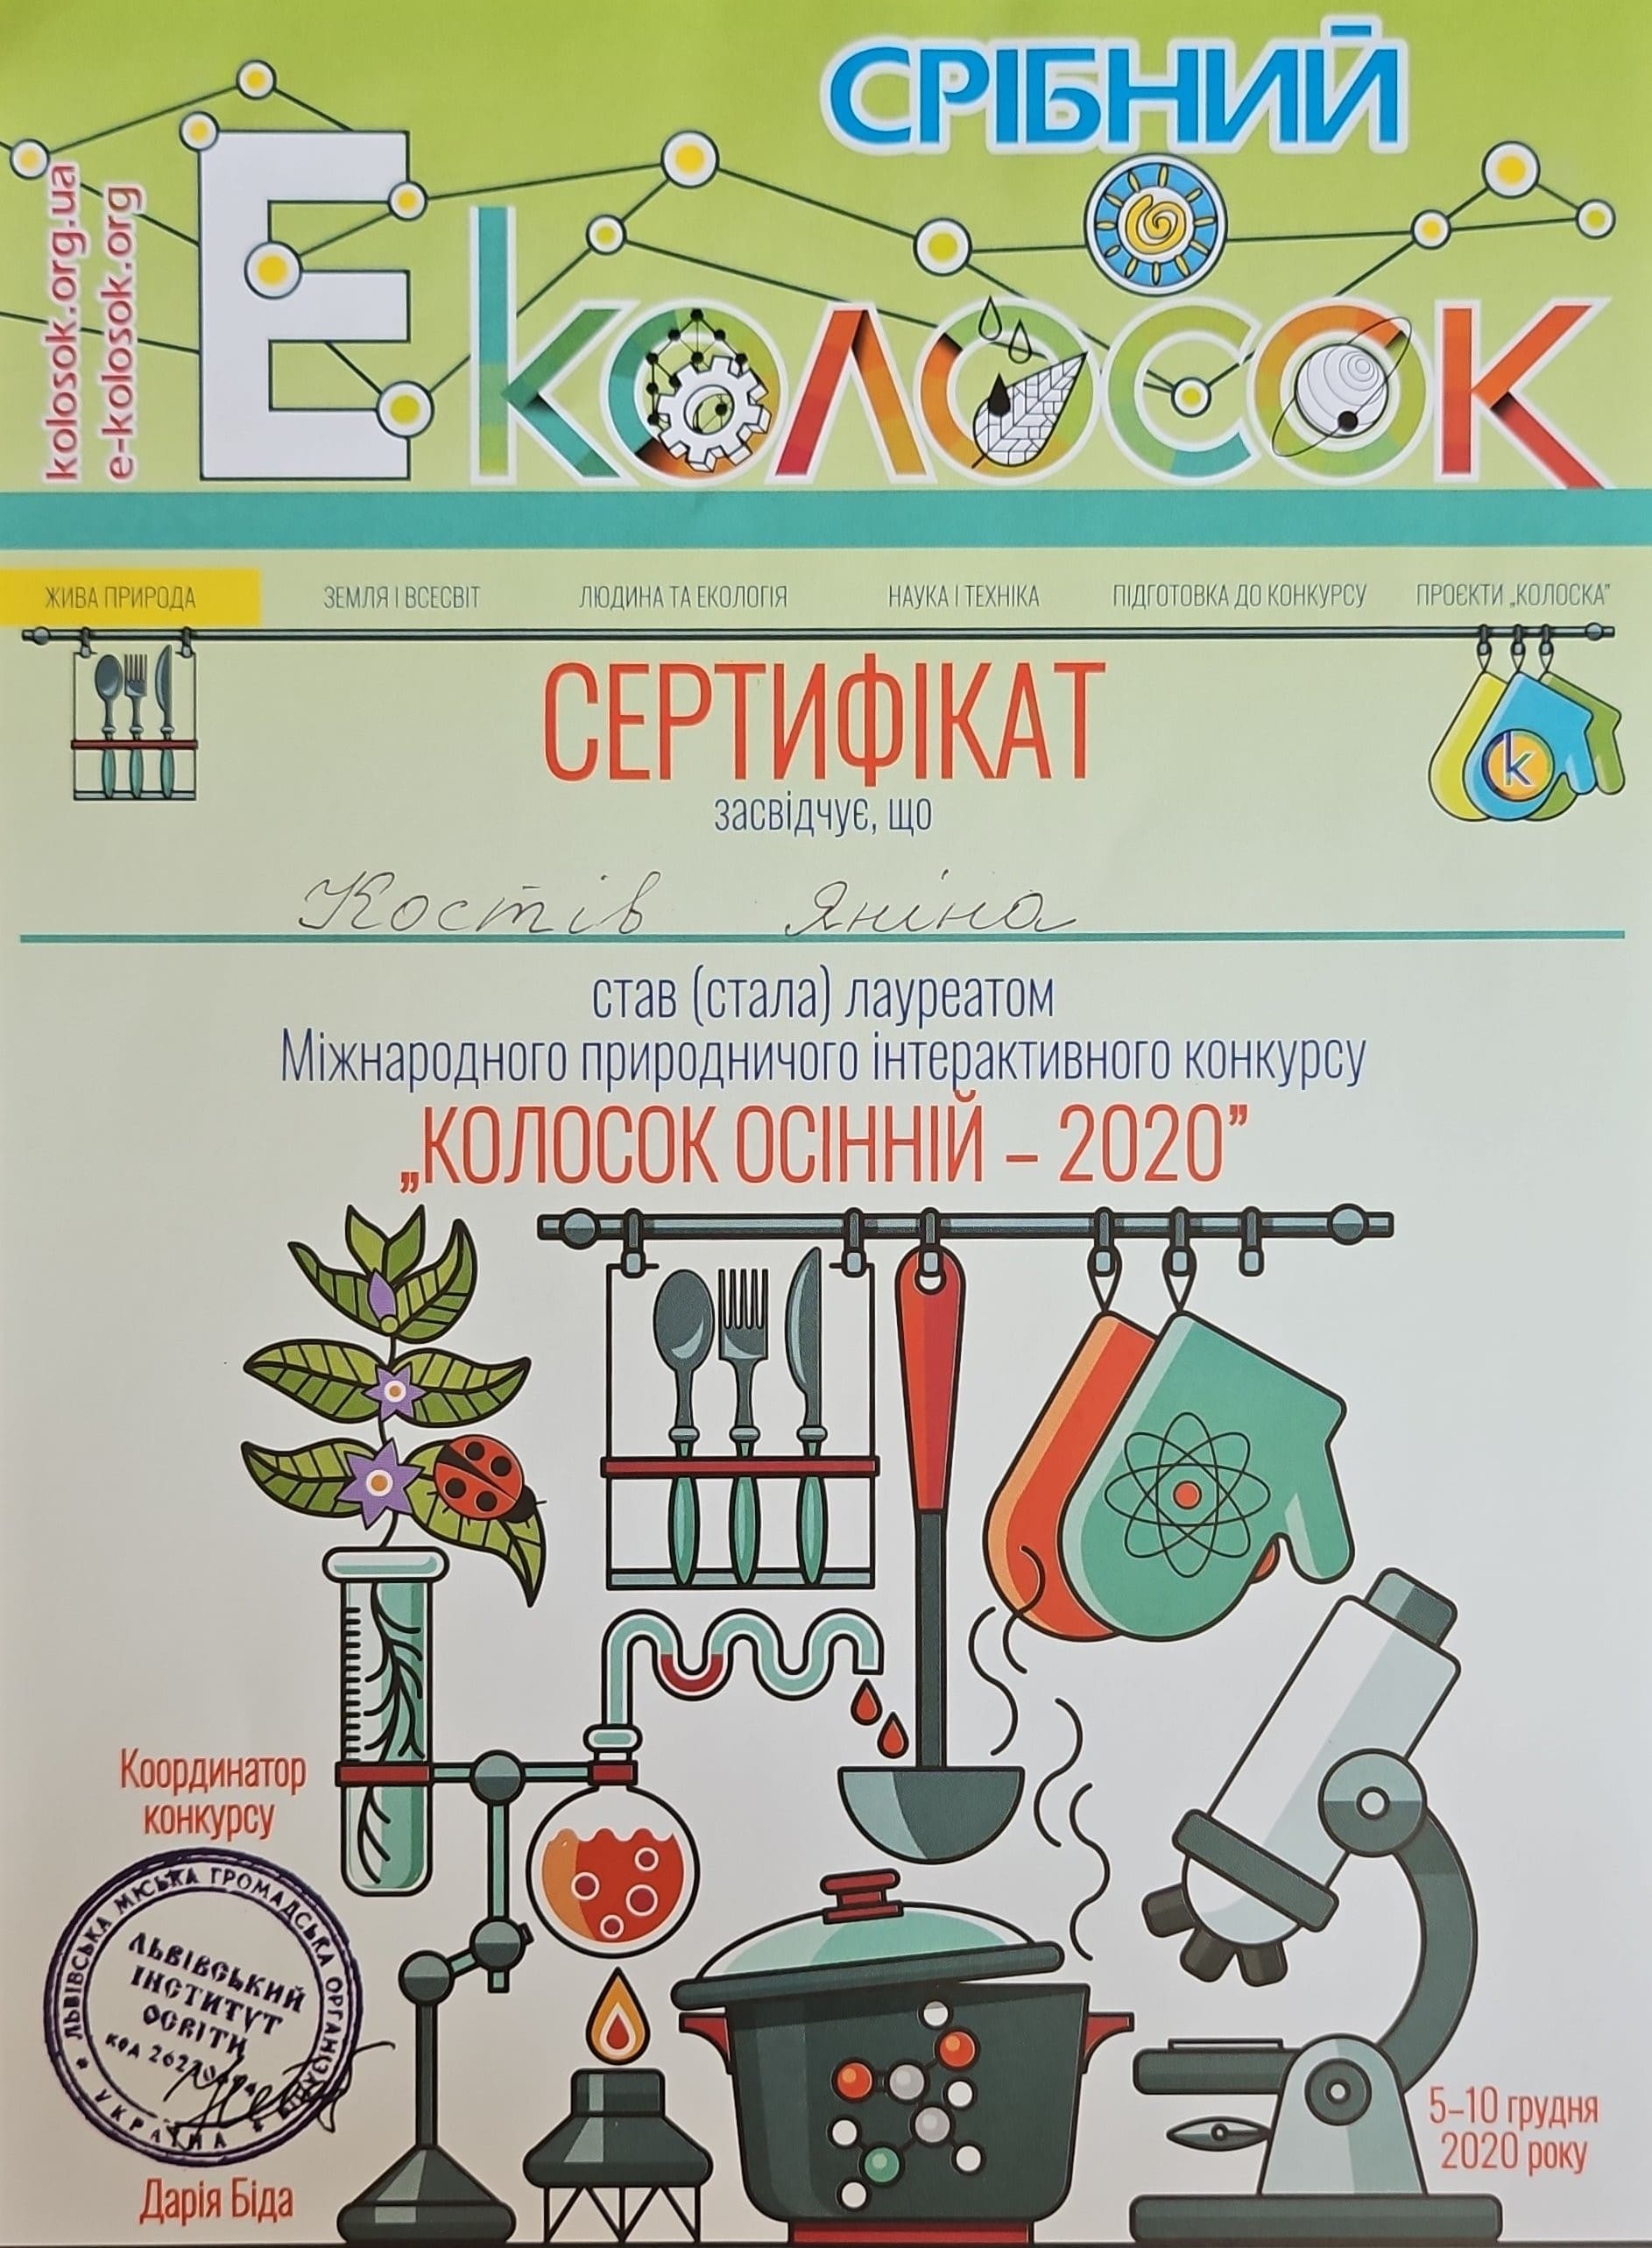 СРІБНИЙ
kolosok.org.ua
e-kolosok.org
Е КОЛОСОК
ЖИВА ПРИРОДА ЗЕМЛЯ І ВСЕСВІТ ЛЮДИНА ТА ЕКОЛОГІЯ НАУКА І ТЕХНІКА ПІДГОТОВКА ДО КОНКУРСУ ПРОЄКТИ „КОЛОСКА”
k
СЕРТИФІКАТ
засвідчує, що
Костів Яніна
став (стала) лауреатом
Міжнародного природничого інтерактивного конкурсу
„КОЛОСОК ОСІННІЙ – 2020”
Координатор
конкурсу
ЛЬВІВСЬКА МІСЬКА ГРОМАДСЬКА ОРГАНІЗАЦІЯ
ЛЬВІВСЬКИЙ
ІНСТИТУТ
ОСВІТИ
код
УКРАЇНА
Дарія Біда
5–10 грудня
2020 року